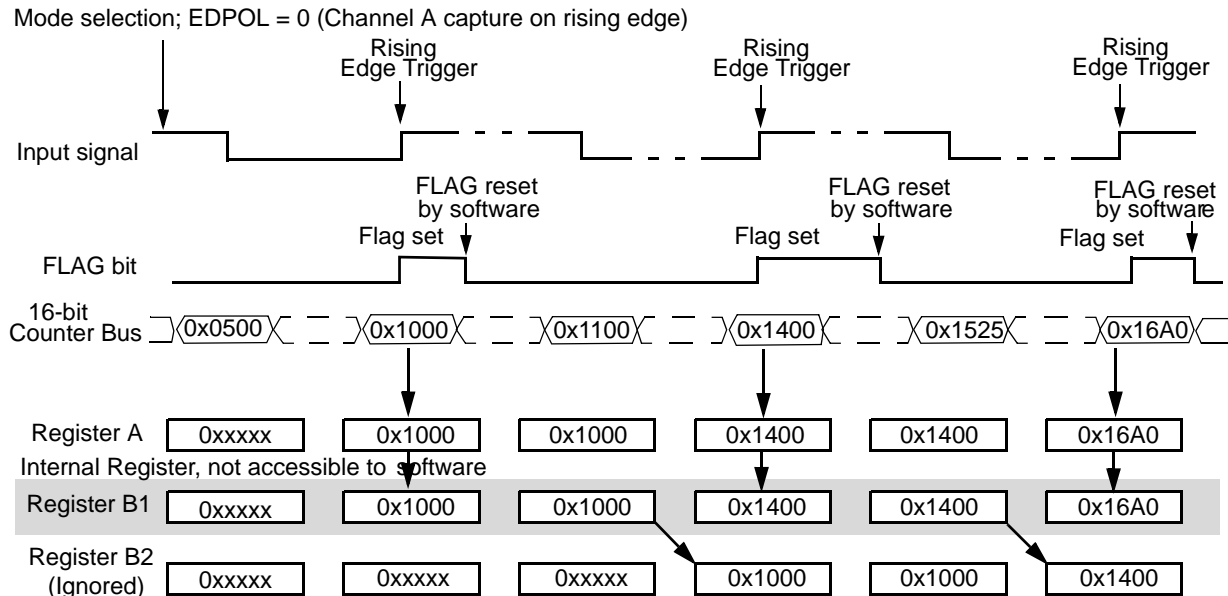 Mode selection; EDPOL = 0 (Channel A capture on rising edge)
Rising
Edge Trigger
Rising
Edge Trigger
Rising
Edge Trigger
Input signal
FLAG reset
by software
FLAG reset
by software
FLAG reset
by software
Flag set
Flag set
Flag set
FLAG bit
16-bit
Counter Bus
0x0500
0x1000
0x1100
0x1400
0x1525
0x16A0
Register A
0xxxxx
0x1000
0x1000
0x1400
0x1400
0x16A0
Internal Register, not accessible to software
Register B1
0xxxxx
0x1000
0x1000
0x1400
0x1400
0x16A0
Register B2
(Ignored)
0xxxxx
0xxxxx
0xxxxx
0x1000
0x1000
0x1400